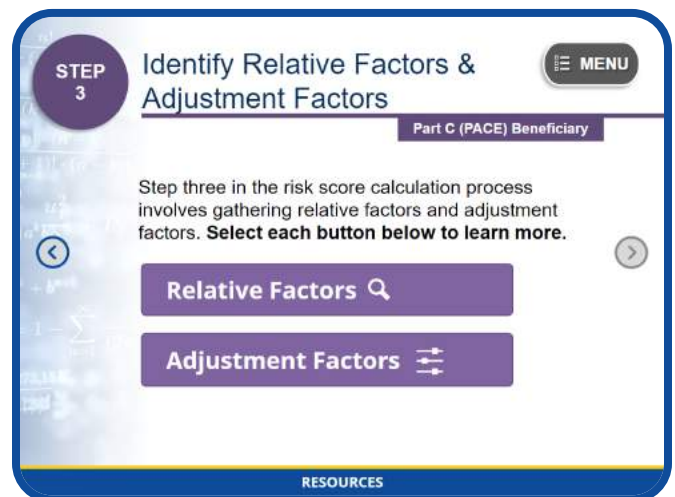 STEP
3
Identify Relative Factors &
Adjustment Factors
MENU
Part C (PACE) Beneficiary
Step three in the risk score calculation process
involves gathering relative factors and adjustment
factors. Select each button below to learn more.
Relative Factors
Adjustment Factors
RESOURCES